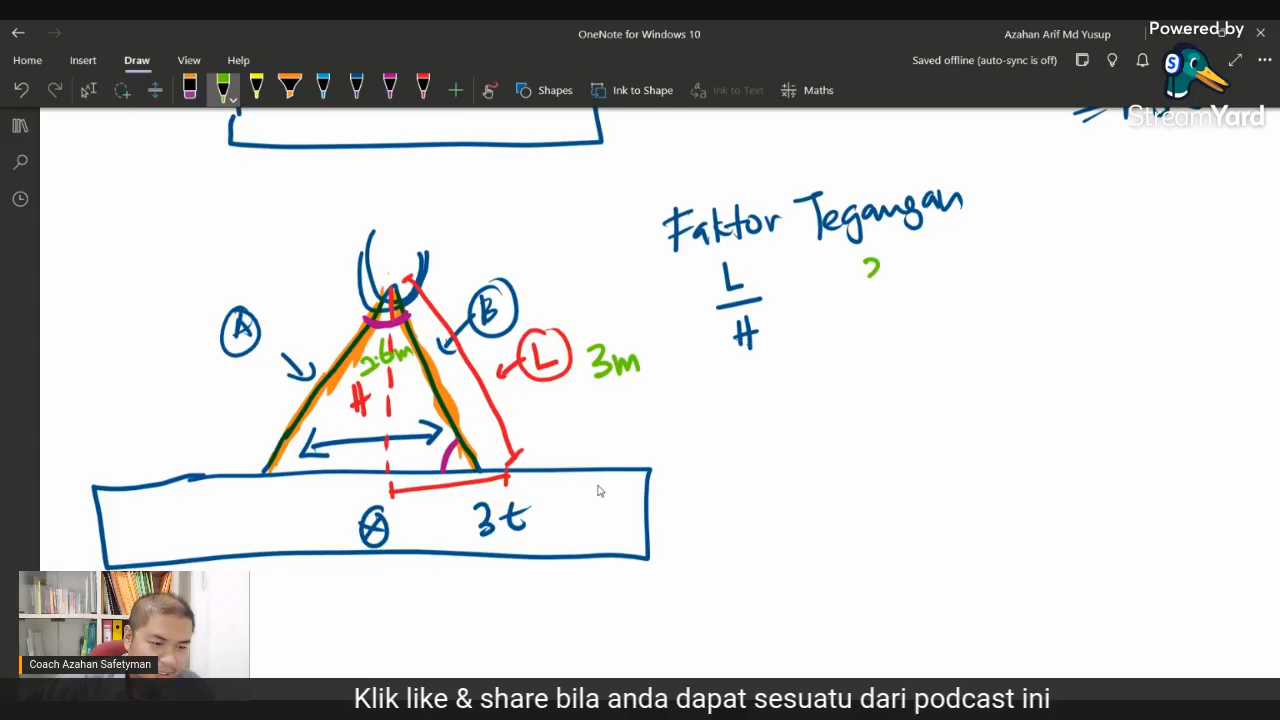 OneNote for Windows 10
Azahan Arif Md Yusup
Powered by
Home Insert Draw View Help
Saved offline (auto-sync is off)
S
StreamYard
Shapes
Ink to Shape
Ink to Text
Maths
Faktor Tegangan
L
H
A
B
L
3m
2.6m
H
3t
Coach Azahan Safetyman
Klik like & share bila anda dapat sesuatu dari podcast ini